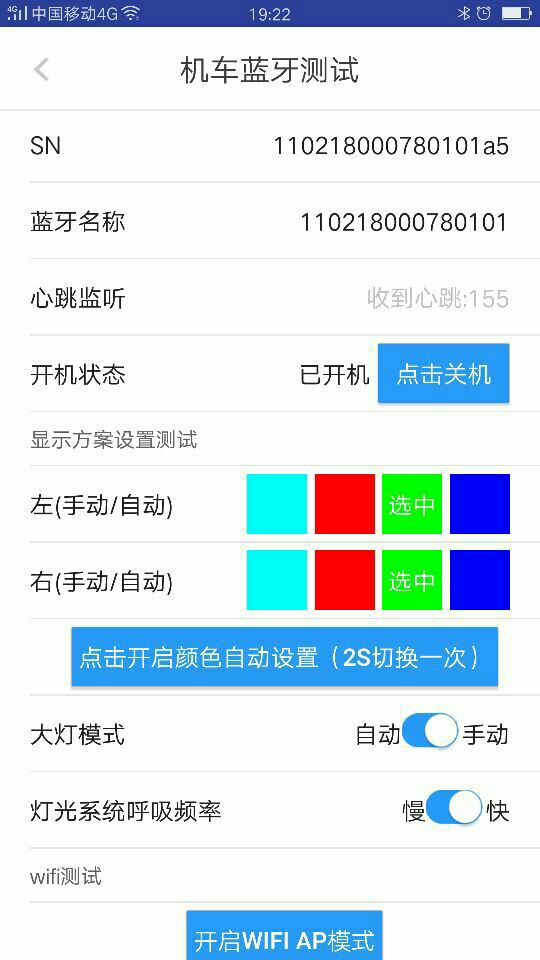 中国移动4G 19:22
机车蓝牙测试
SN 110218000780101a5
蓝牙名称 110218000780101
心跳监听 收到心跳:155
开机状态 已开机 点击关机
显示方案设置测试
左(手动/自动) 选中
右(手动/自动) 选中
点击开启颜色自动设置（2S切换一次）
大灯模式 自动 手动
灯光系统呼吸频率 慢 快
wifi测试
开启WIFI AP模式